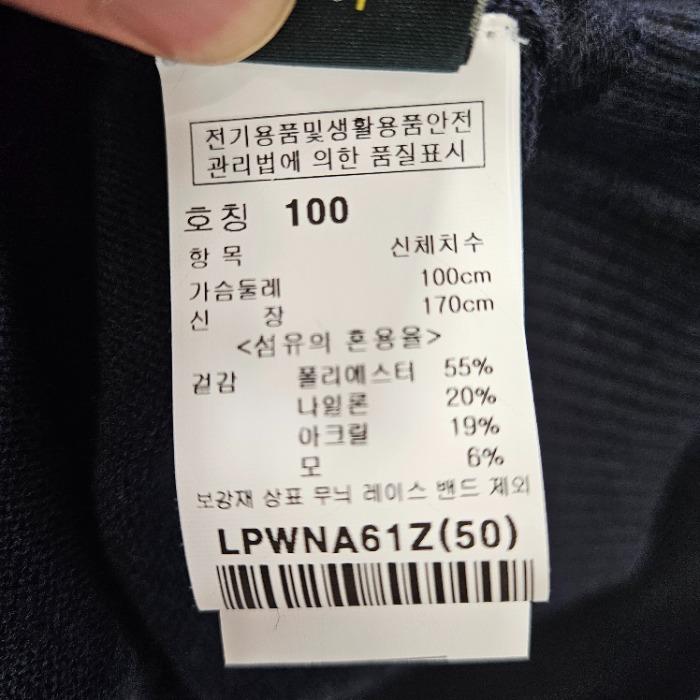 전기용품및생활용품안전
관리법에 의한 품질표시
호칭 100
항 목 신체치수
가슴둘레 100cm
신 장 170cm
<섬유의 혼용율>
겉감 폴리에스터 55%
나일론 20%
아크릴 19%
모 6%
보강재 상표 무늬 레이스 밴드 제외
LPWNA61Z(50)